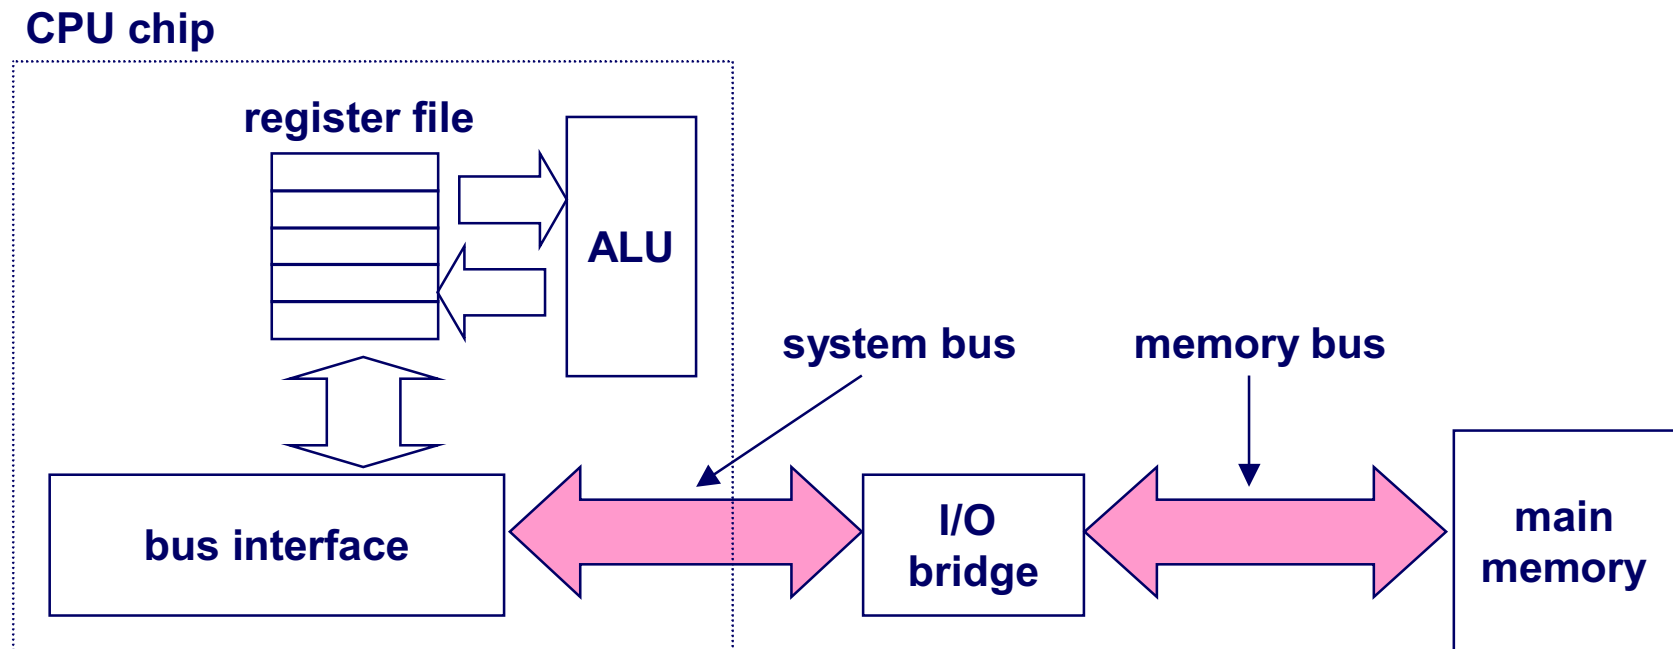 CPU chip
register file
ALU
system bus
memory bus
bus interface
I/O
bridge
main
memory